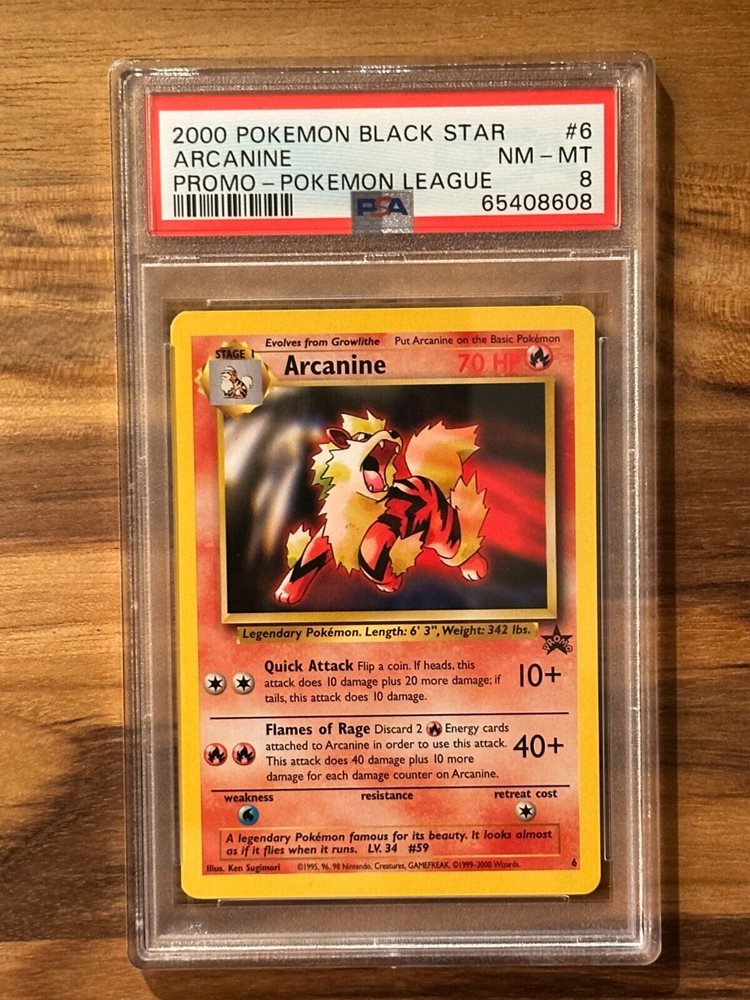 2000 POKEMON BLACK STAR #6
ARCANINE NM - MT
PROMO - POKEMON LEAGUE 8
PSA 65408608
Evolves from Growlithe Put Arcanine on the Basic Pokémon
STAGE 1 Arcanine 70 HP
Legendary Pokémon. Length: 6' 3", Weight: 342 lbs.
PROMO
Quick Attack Flip a coin. If heads, this
attack does 10 damage plus 20 more damage; if
tails, this attack does 10 damage.
10+
Flames of Rage Discard 2 Energy cards
attached to Arcanine in order to use this attack.
This attack does 40 damage plus 10 more
damage for each damage counter on Arcanine.
40+
weakness resistance retreat cost
A legendary Pokémon famous for its beauty. It looks almost
as if it flies when it runs. LV. 34 #59
Illus. Ken Sugimori ©1995, 96, 98 Nintendo, Creatures, GAMEFREAK. ©1999-2000 Wizards. 6